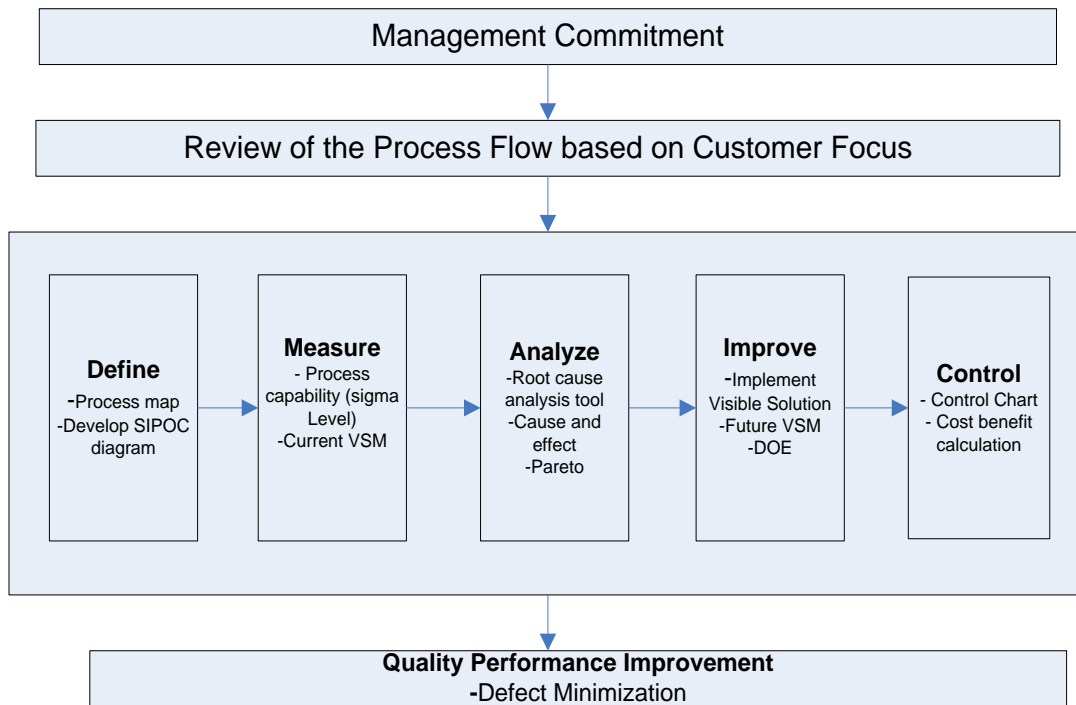 Management Commitment
Review of the Process Flow based on Customer Focus
Define
-Process map
-Develop SIPOC
diagram
Measure
- Process
capability (sigma
Level)
-Current VSM
Analyze
-Root cause
analysis tool
-Cause and
effect
-Pareto
Improve
-Implement
Visible Solution
-Future VSM
-DOE
Control
- Control Chart
- Cost benefit
calculation
Quality Performance Improvement
-Defect Minimization